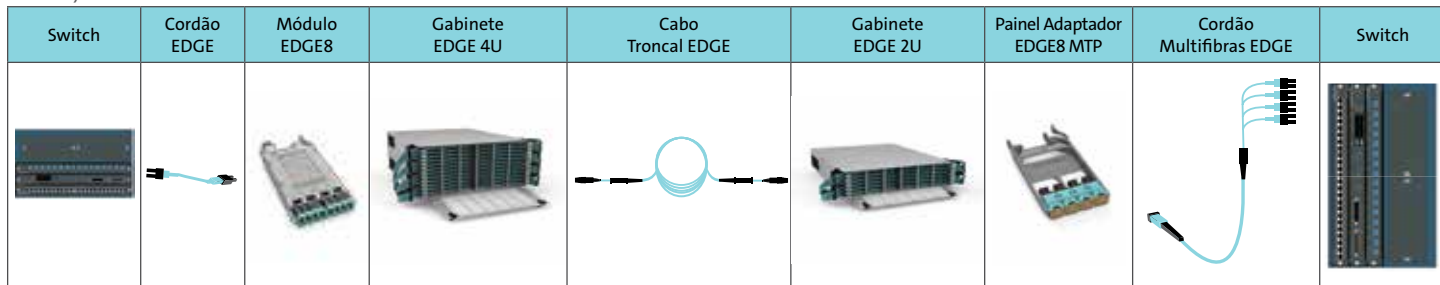 Switch
Cordão
EDGE
Módulo
EDGE8
Gabinete
EDGE 4U
Cabo
Troncal EDGE
Gabinete
EDGE 2U
Painel Adaptador
EDGE8 MTP
Cordão
Multifibras EDGE
Switch